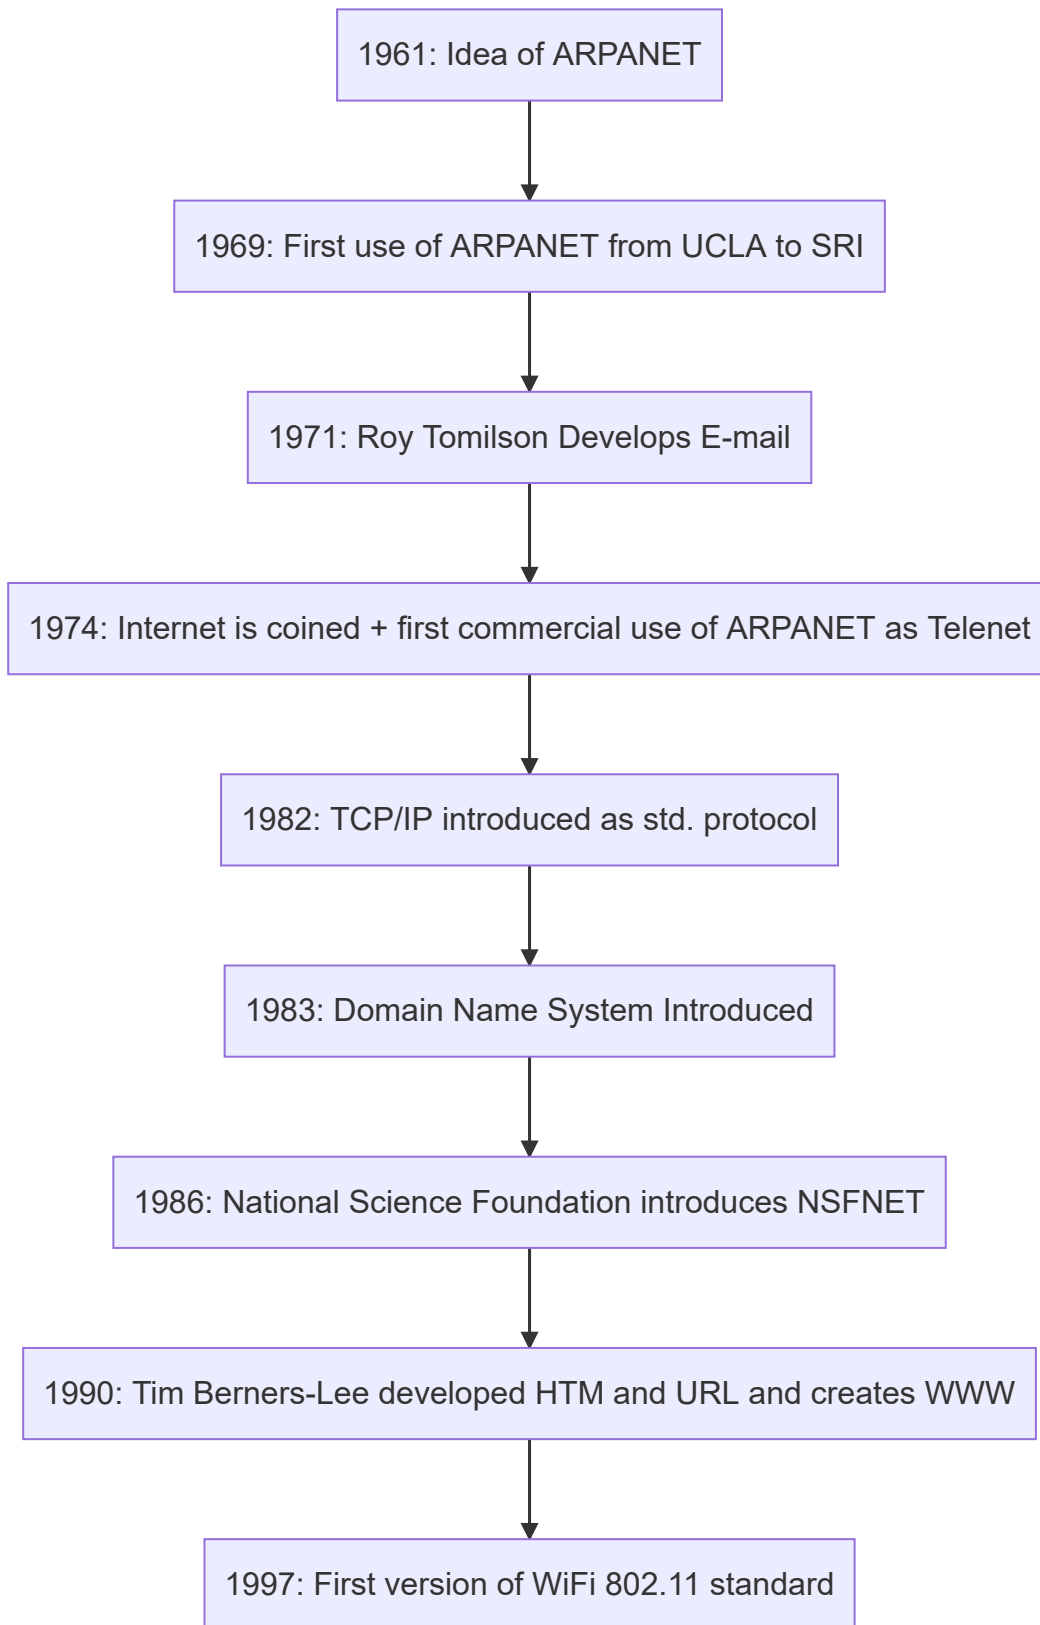 1961: Idea of ARPANET
1969: First use of ARPANET from UCLA to SRI
1971: Roy Tomilson Develops E-mail
1974: Internet is coined + first commercial use of ARPANET as Telenet
1982: TCP/IP introduced as std. protocol
1983: Domain Name System Introduced
1986: National Science Foundation introduces NSFNET
1990: Tim Berners-Lee developed HTM and URL and creates WWW
1997: First version of WiFi 802.11 standard